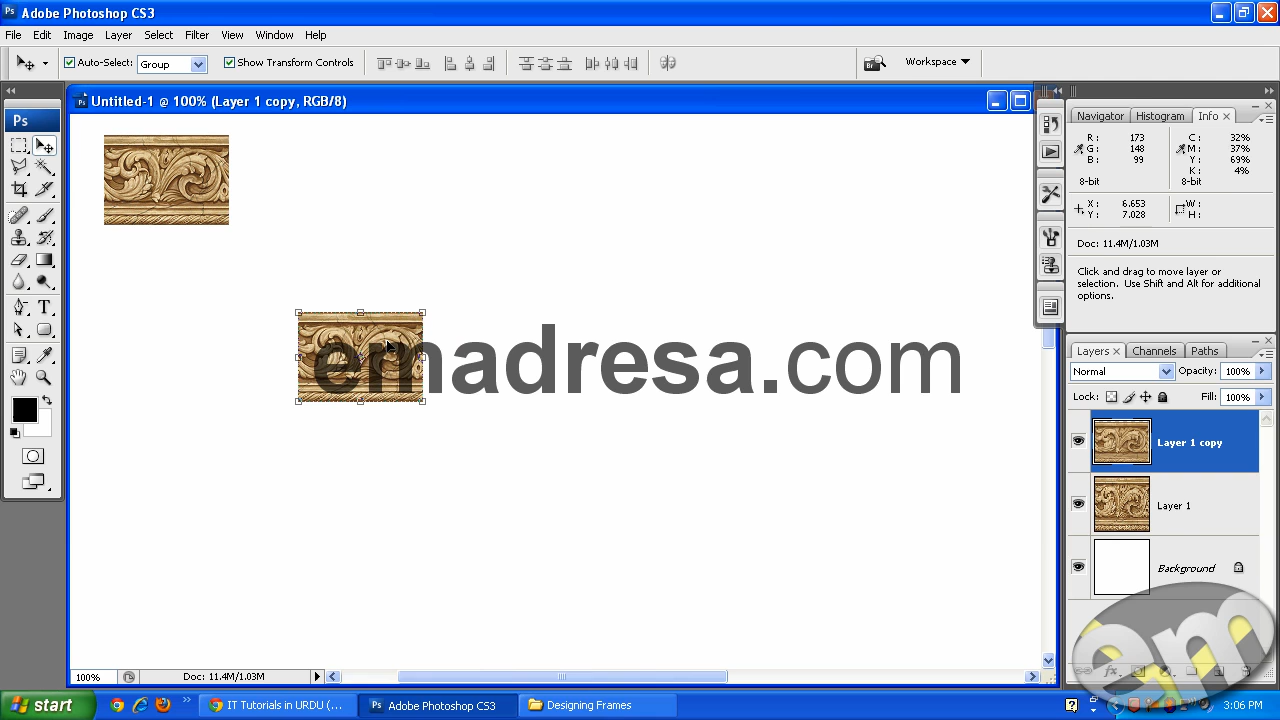 Adobe Photoshop CS3
File Edit Image Layer Select Filter View Window Help
Auto-Select: Group Show Transform Controls Workspace
Ps
Untitled-1 @ 100% (Layer 1 copy, RGB/8)
emadresa.com
100% Doc: 11.4M/1.03M
Navigator Histogram Info
R: 173 C: 32%
G: 148 M: 37%
B: 99 Y: 69%
K: 4%
8-bit 8-bit
X: 6.653 W:
Y: 7.028 H:
Doc: 11.4M/1.03M
Click and drag to move layer or
selection. Use Shift and Alt for additional
options.
Layers Channels Paths
Normal Opacity: 100%
Lock: Fill: 100%
Layer 1 copy
Layer 1
Background
em
start IT Tutorials in URDU (... Adobe Photoshop CS3 Designing Frames 3:06 PM